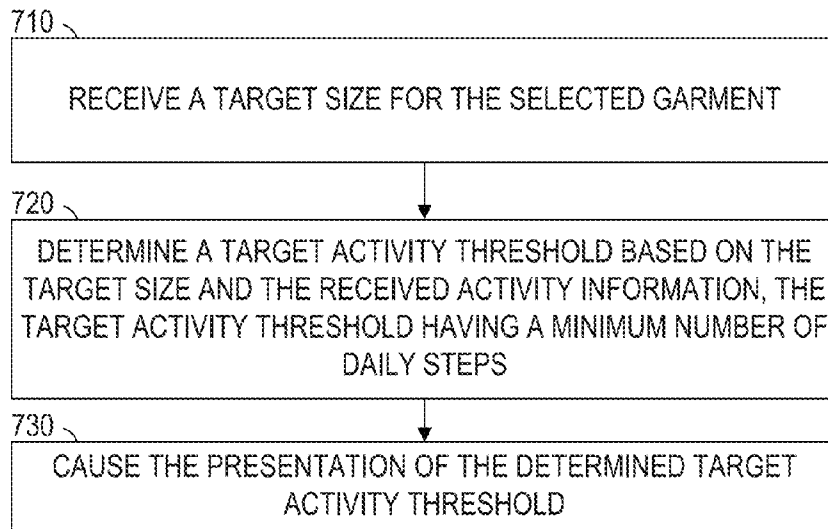 710
RECEIVE A TARGET SIZE FOR THE SELECTED GARMENT
720
DETERMINE A TARGET ACTIVITY THRESHOLD BASED ON THE
TARGET SIZE AND THE RECEIVED ACTIVITY INFORMATION, THE
TARGET ACTIVITY THRESHOLD HAVING A MINIMUM NUMBER OF
DAILY STEPS
730
CAUSE THE PRESENTATION OF THE DETERMINED TARGET
ACTIVITY THRESHOLD